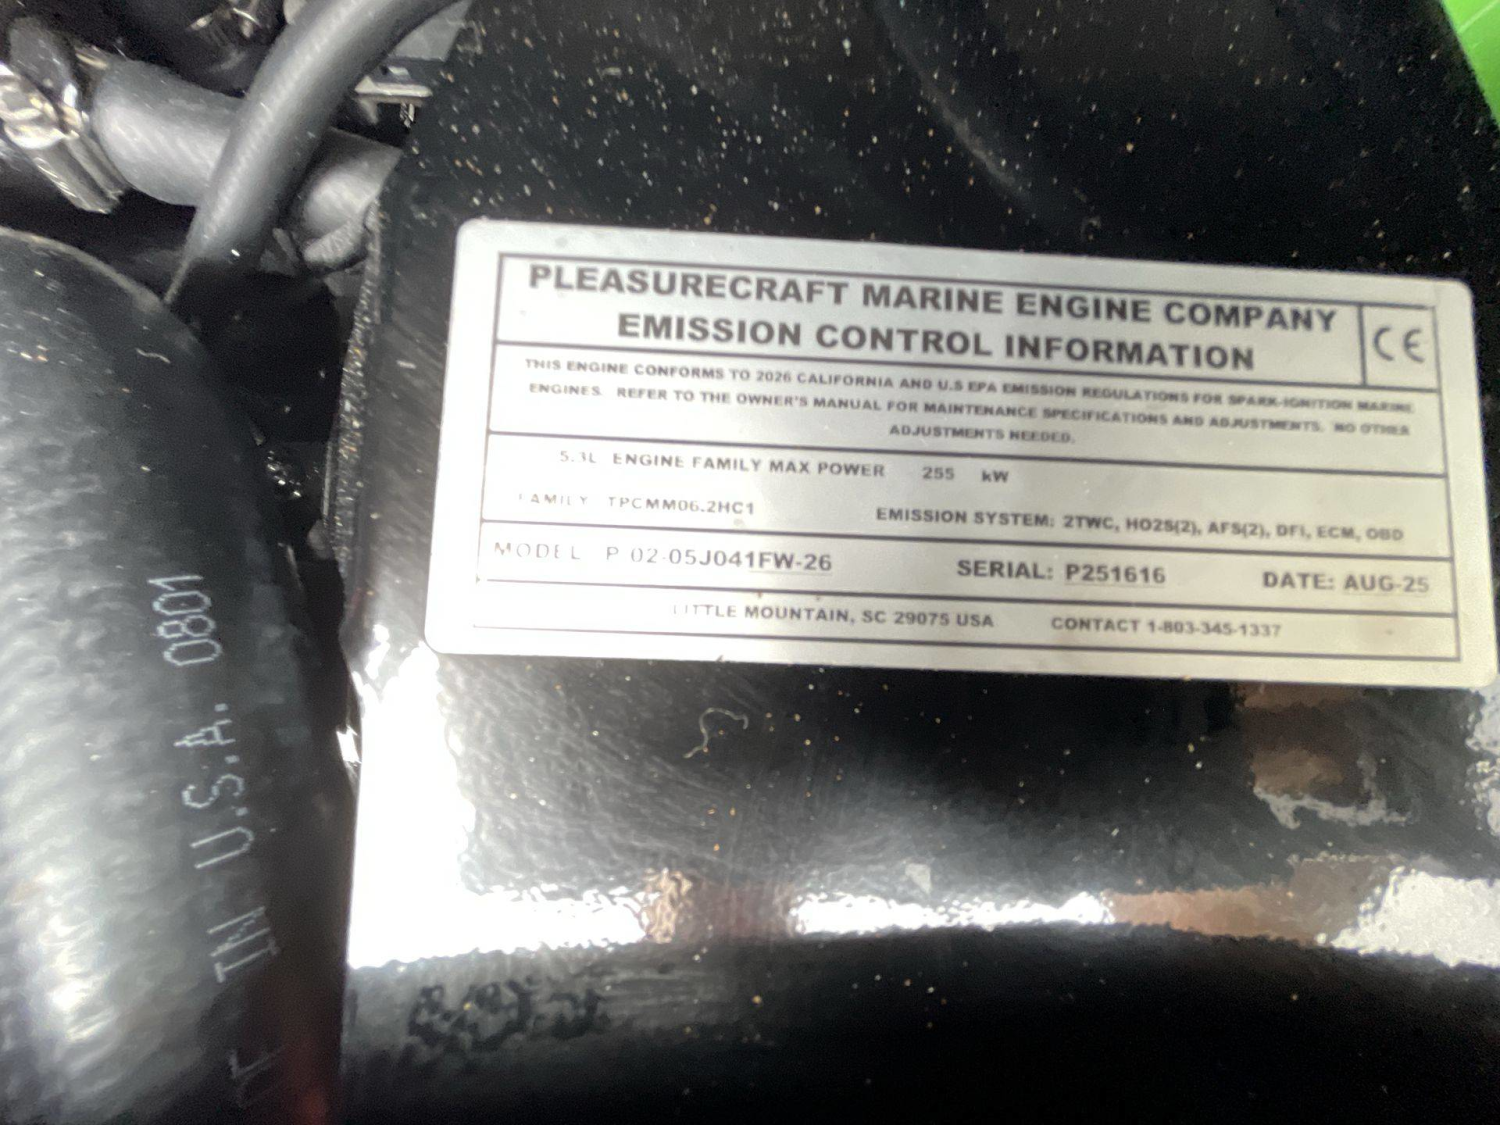 PLEASURECRAFT MARINE ENGINE COMPANY
EMISSION CONTROL INFORMATION
CE
THIS ENGINE CONFORMS TO 2026 CALIFORNIA AND U.S EPA EMISSION REGULATIONS FOR SPARK-IGNITION MARINE
ENGINES. REFER TO THE OWNER'S MANUAL FOR MAINTENANCE SPECIFICATIONS AND ADJUSTMENTS. NO OTHER
ADJUSTMENTS NEEDED.
5.3L ENGINE FAMILY MAX POWER 255 kW
FAMILY TPCMM06.2HC1 EMISSION SYSTEM: 2TWC, HO2S(2), AFS(2), DFI, ECM, OBD
MODEL P 02-05J041FW-26 SERIAL: P251616 DATE: AUG-25
LITTLE MOUNTAIN, SC 29075 USA CONTACT 1-803-345-1337
IN U.S.A. 0801